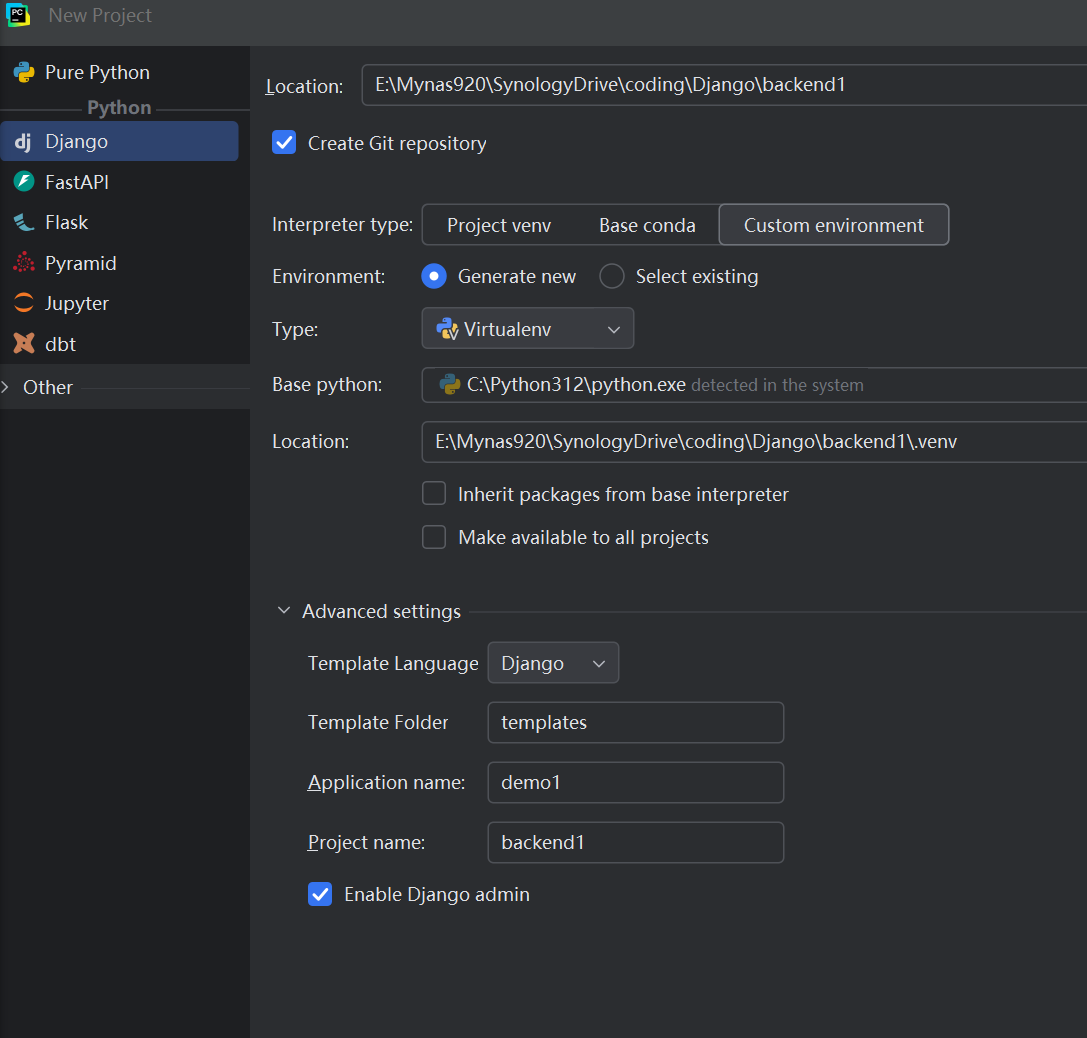 PC
New Project
Pure Python
Python
dj Django
FastAPI
Flask
Pyramid
Jupyter
dbt
Other
Location: E:\Mynas920\SynologyDrive\coding\Django\backend1
Create Git repository
Interpreter type: Project venv Base conda Custom environment
Environment: Generate new Select existing
Type: Virtualenv
Base python: C:\Python312\python.exe detected in the system
Location: E:\Mynas920\SynologyDrive\coding\Django\backend1\.venv
Inherit packages from base interpreter
Make available to all projects
Advanced settings
Template Language Django
Template Folder templates
Application name: demo1
Project name: backend1
Enable Django admin